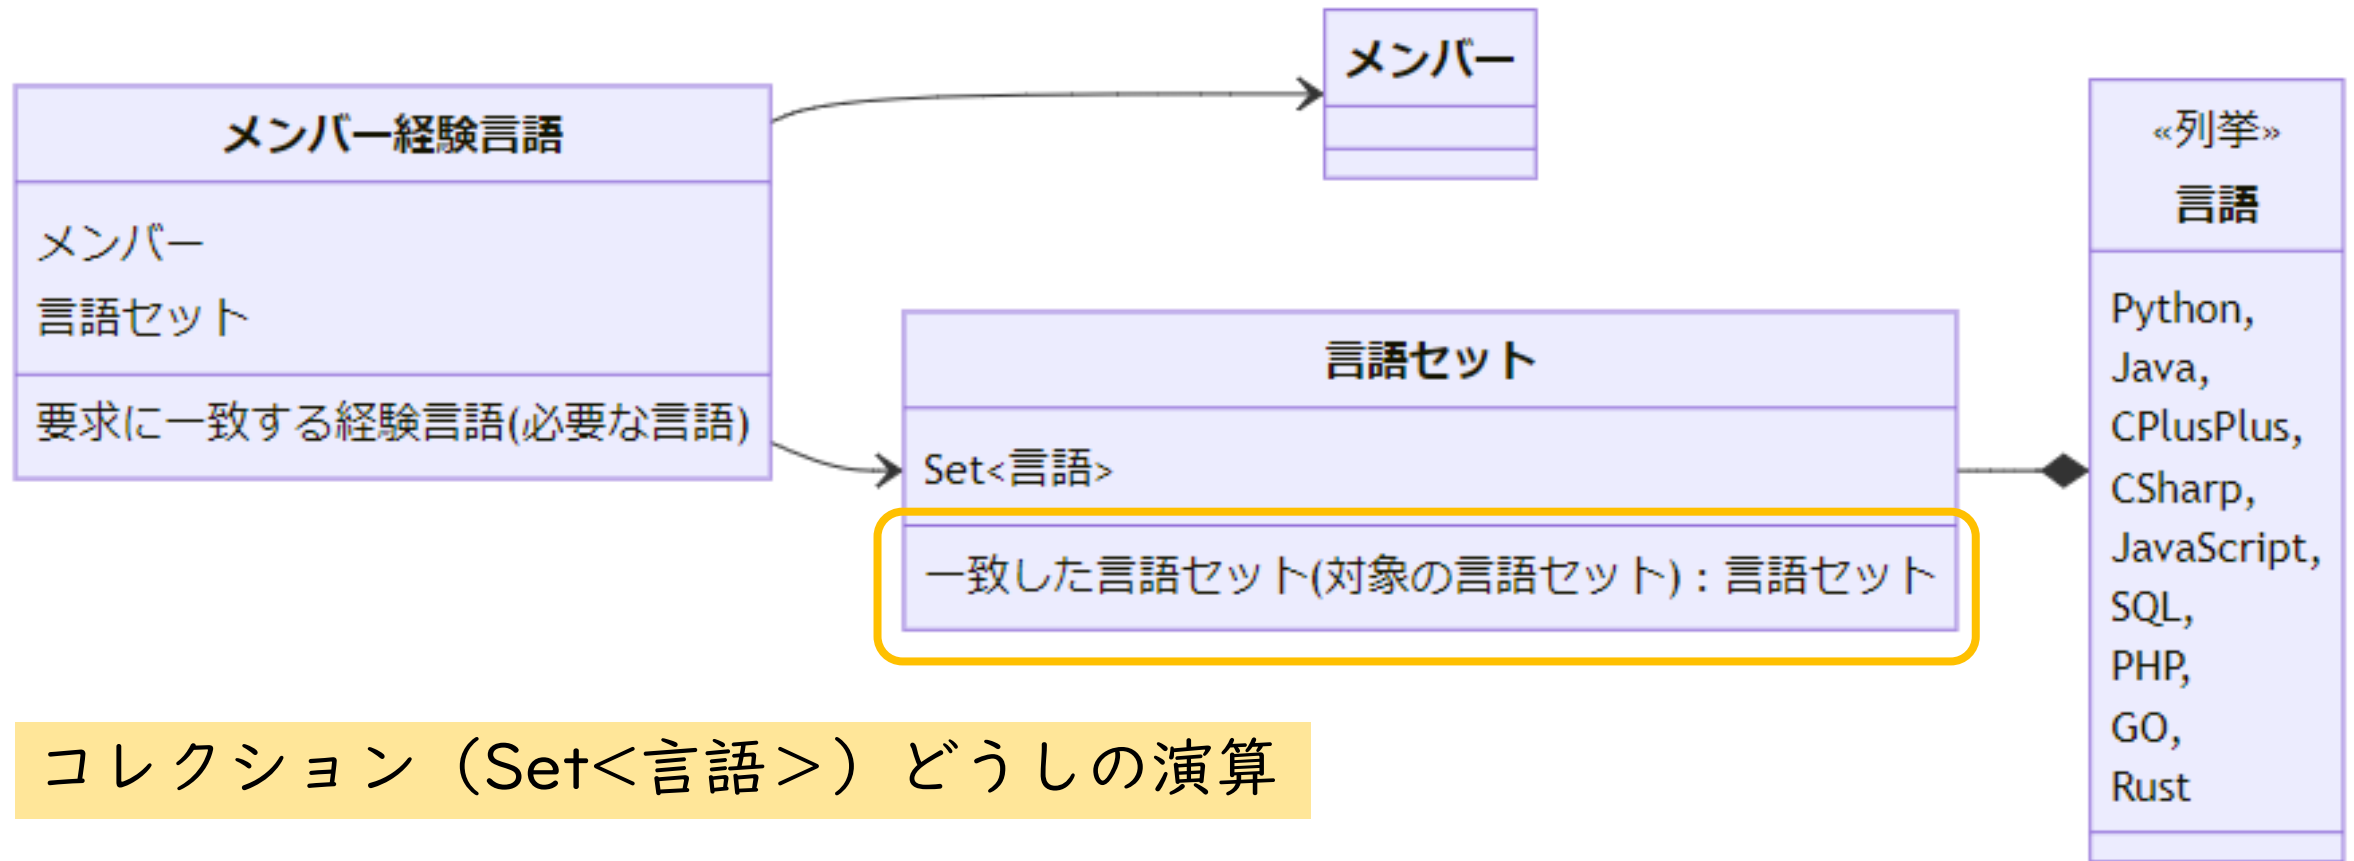 メンバー経験言語
メンバー
言語セット
要求に一致する経験言語(必要な言語)
メンバー
言語セット
Set<言語>
一致した言語セット(対象の言語セット) : 言語セット
«列挙»
言語
Python,
Java,
CPlusPlus,
CSharp,
JavaScript,
SQL,
PHP,
GO,
Rust
コレクション（Set<言語＞）どうしの演算